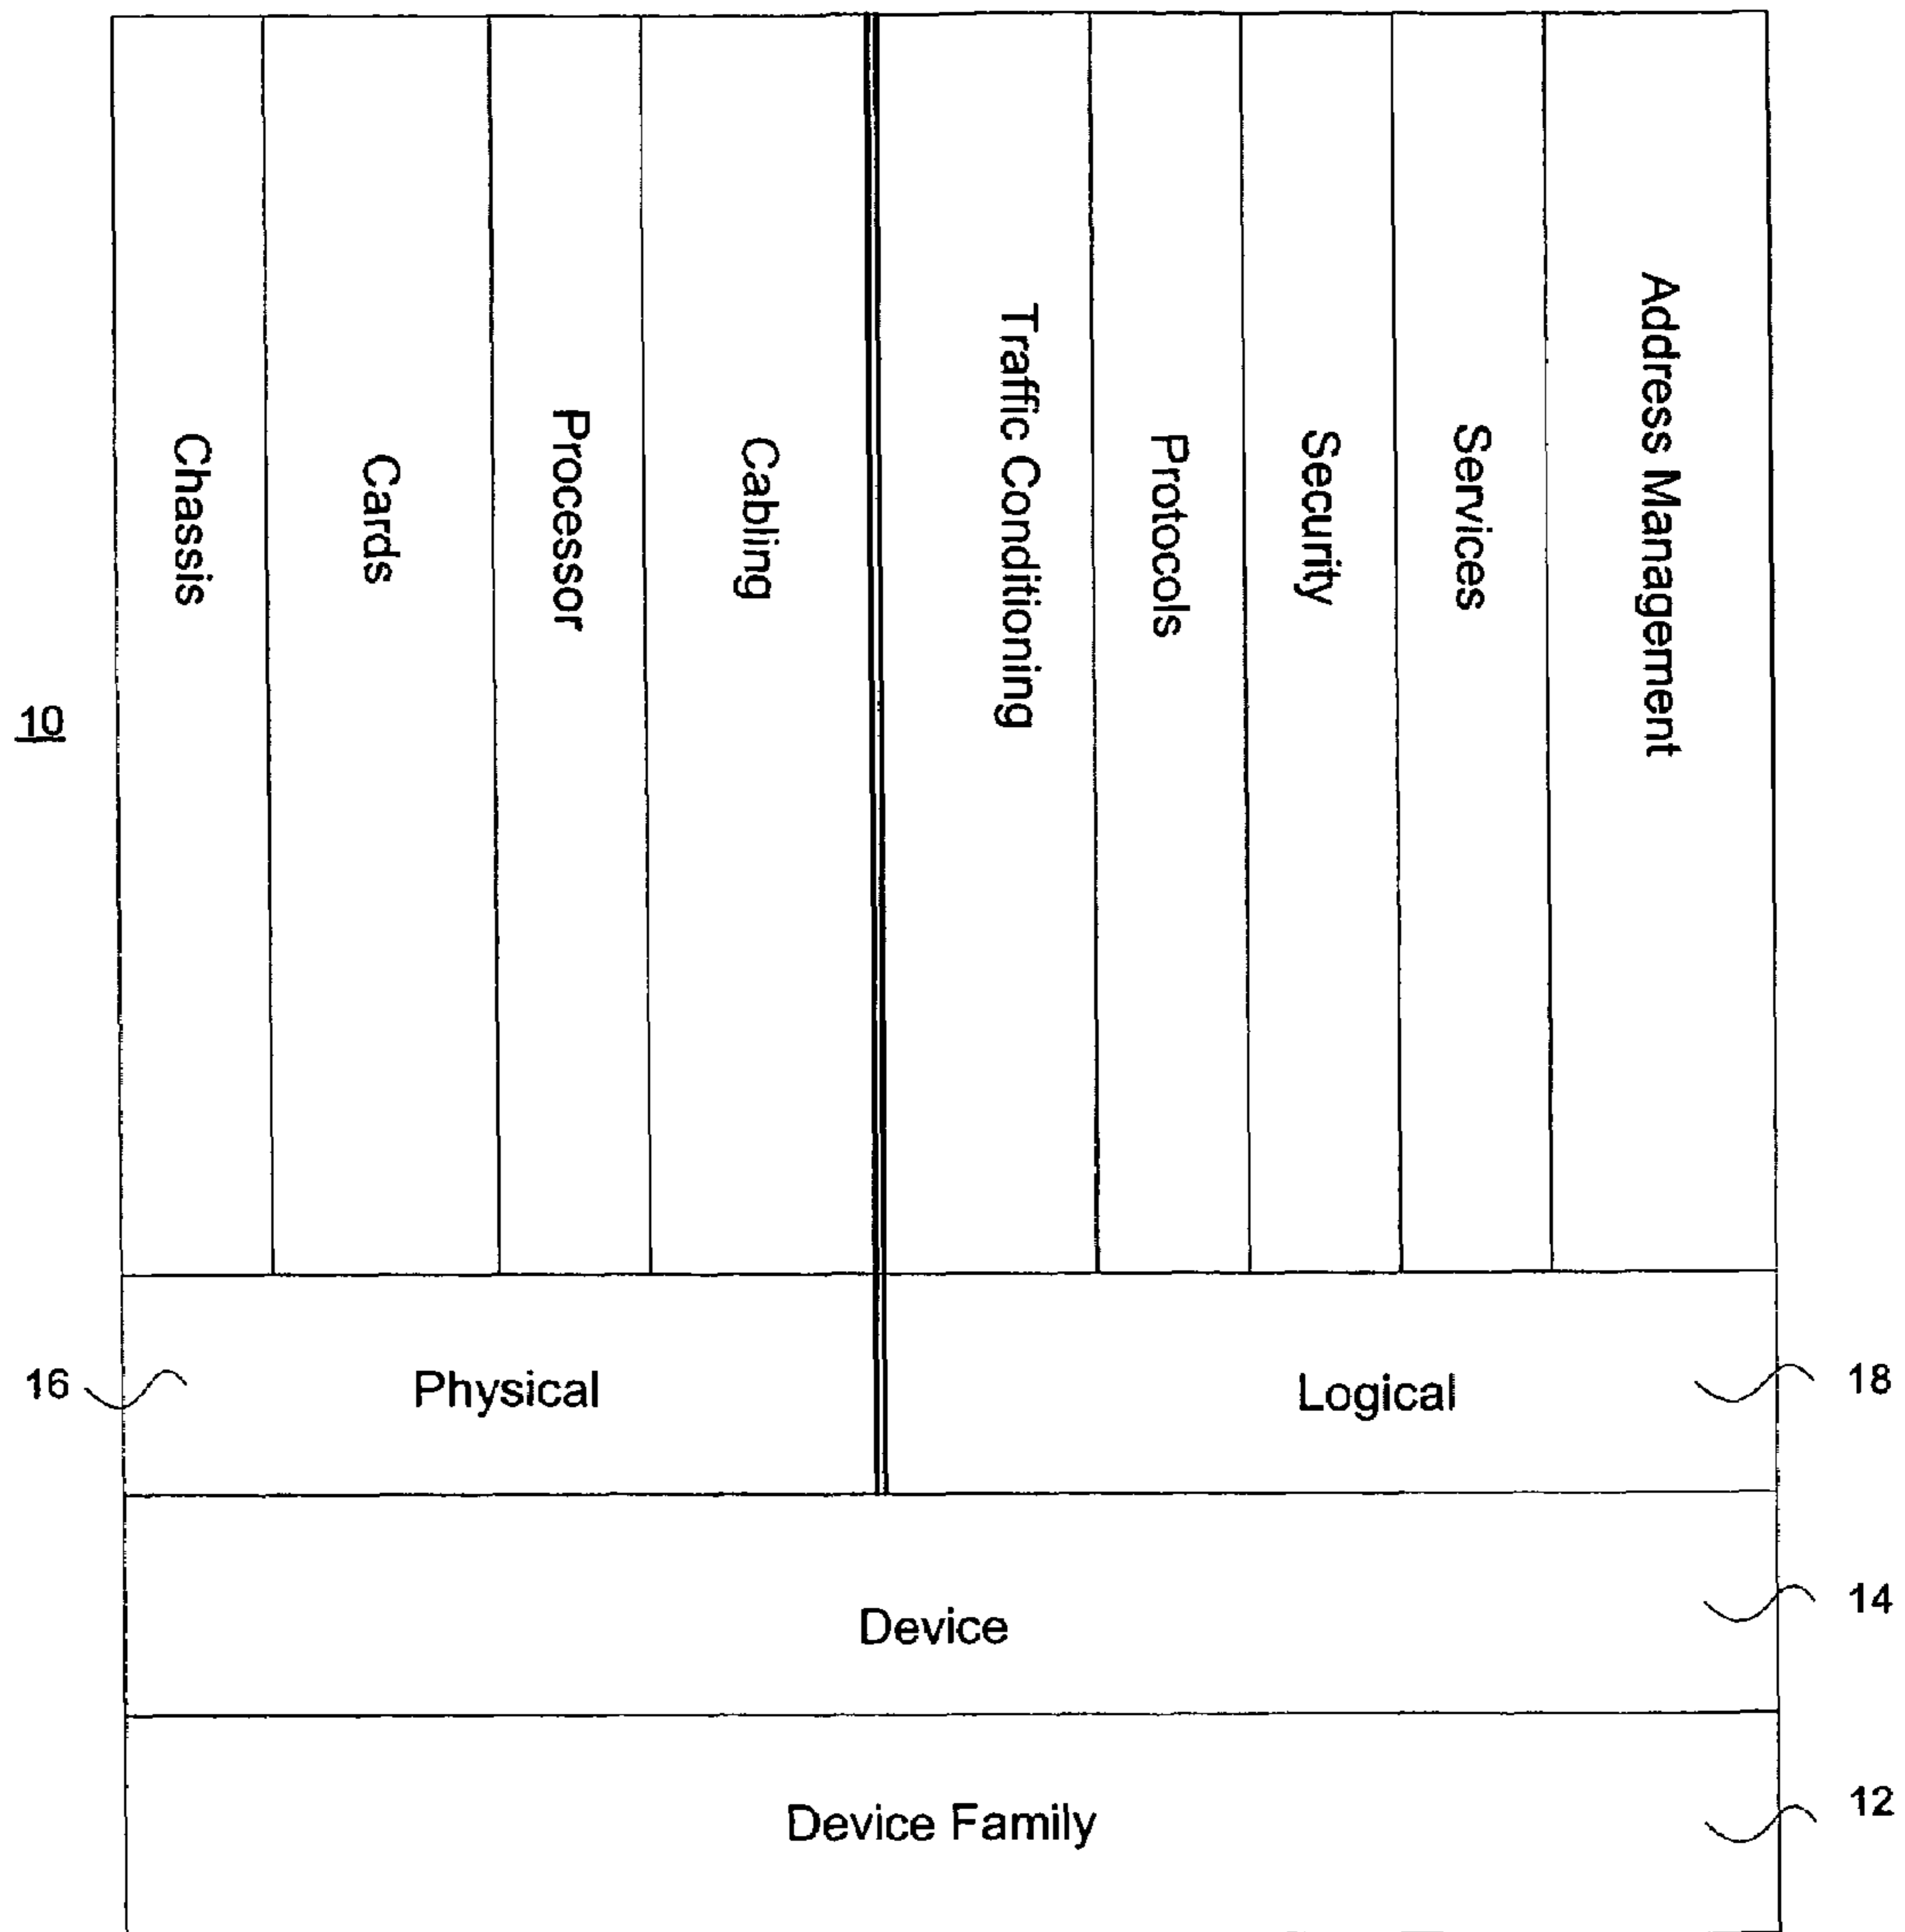 Chassis
Cards
Processor
Cabling
Traffic Conditioning
Protocols
Security
Services
Address Management
10
16
Physical
Logical
18
Device
14
Device Family
12